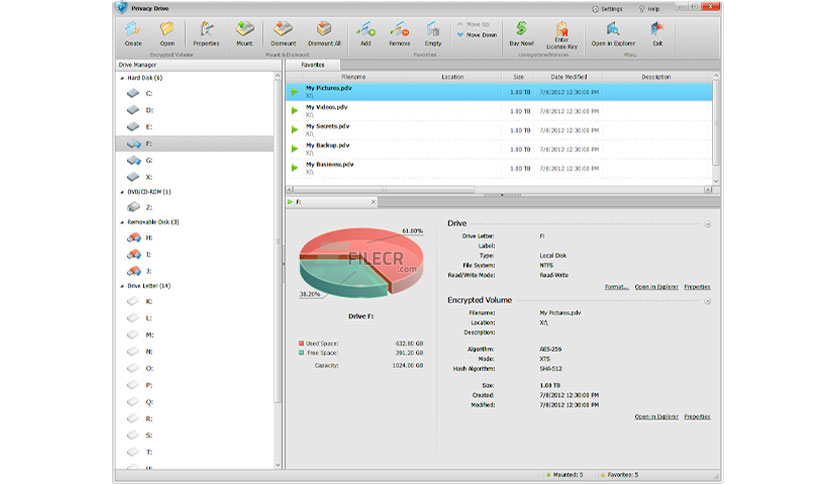 Privacy Drive
Settings Help
Create Open Properties Mount Dismount Dismount All Add Remove Empty Move Up Move Down Buy Now! Enter License Key Open in Explorer Exit
Encrypted Volume Mount & Dismount Favorites Unregistered Version Misc.
Drive Manager
Hard Disk (6)
C:
D:
E:
F:
G:
X:
DVD/CD-ROM (1)
Z:
Removable Disk (3)
H:
I:
J:
Drive Letter (14)
K:
L:
M:
N:
O:
P:
Q:
R:
S:
T:
Favorites
Filename Location Size Date Modified Description
My Pictures.pdv 1.00 TB 7/8/2012 12:30:00 PM
X:\
My Videos.pdv 1.00 TB 7/8/2012 12:30:00 PM
X:\
My Secrets.pdv 1.00 TB 7/8/2012 12:30:00 PM
X:\
My Backup.pdv 1.00 TB 7/8/2012 12:30:00 PM
X:\
My Business.pdv 1.00 TB 7/8/2012 12:30:00 PM
X:\
F:
61.80%
FILECR
.com
38.20%
Drive F:
Used Space: 632.80 GB
Free Space: 391.20 GB
Capacity: 1024.00 GB
Drive
Drive Letter: F:
Label:
Type: Local Disk
File System: NTFS
Read/Write Mode: Read-Write
Format... Open in Explorer Properties
Encrypted Volume
Filename: My Pictures.pdv
Location: X:\
Description:
Algorithm: AES-256
Mode: XTS
Hash Algorithm: SHA-512
Size: 1.00 TB
Created: 7/8/2012 12:30:00 PM
Modified: 7/8/2012 12:30:00 PM
Open in Explorer Properties
Mounted: 5 Favorites: 5